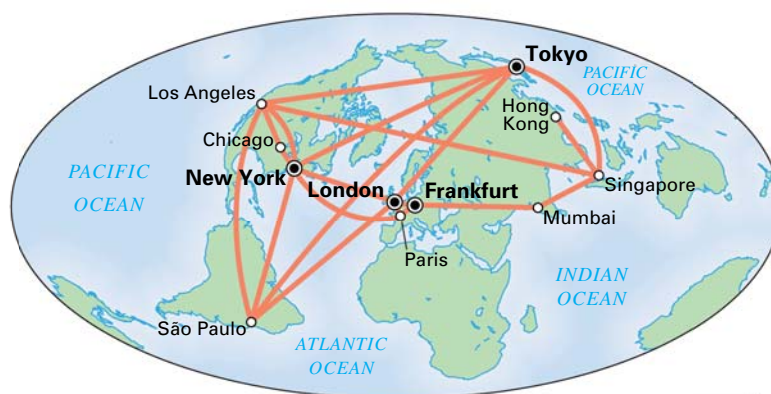 Tokyo
PACIFIC
OCEAN
Los Angeles
Hong
Kong
Chicago
PACIFIC
OCEAN
New York
London
Frankfurt
Singapore
Mumbai
Paris
INDIAN
OCEAN
São Paulo
ATLANTIC
OCEAN